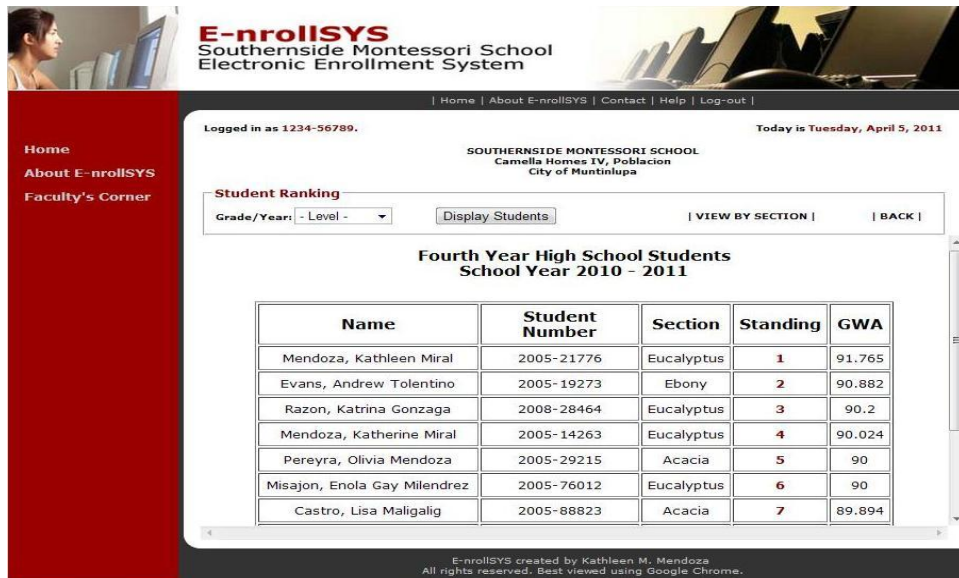 E-nrollSYS
Southernside Montessori School
Electronic Enrollment System
| Home | About E-nrollSYS | Contact | Help | Log-out |
Home
About E-nrollSYS
Faculty's Corner
Logged in as 1234-56789.
Today is Tuesday, April 5, 2011
SOUTHERNSIDE MONTESSORI SCHOOL
Camella Homes IV, Poblacion
City of Muntinlupa
Student Ranking
Grade/Year: - Level - Display Students | VIEW BY SECTION | | BACK |
Fourth Year High School Students
School Year 2010 - 2011
Name Student Number Section Standing GWA
Mendoza, Kathleen Miral 2005-21776 Eucalyptus 1 91.765
Evans, Andrew Tolentino 2005-19273 Ebony 2 90.882
Razon, Katrina Gonzaga 2008-28464 Eucalyptus 3 90.2
Mendoza, Katherine Miral 2005-14263 Eucalyptus 4 90.024
Pereyra, Olivia Mendoza 2005-29215 Acacia 5 90
Misajon, Enola Gay Milendrez 2005-76012 Eucalyptus 6 90
Castro, Lisa Maligalig 2005-88823 Acacia 7 89.894
E-nrollSYS created by Kathleen M. Mendoza
All rights reserved. Best viewed using Google Chrome.